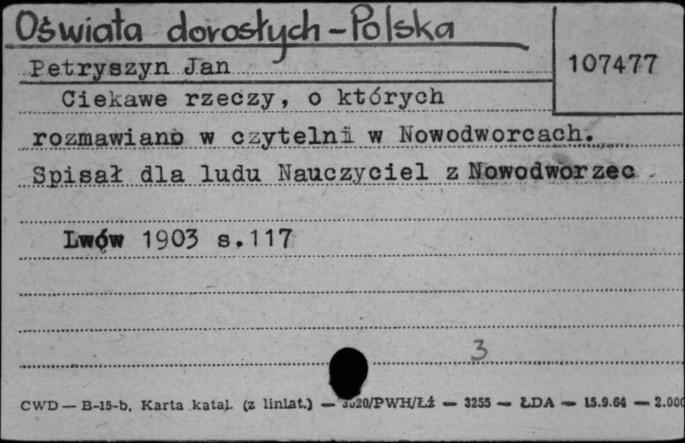 Oświata dorosłych - Polska
Petryszyn Jan
107477
Ciekawe rzeczy, o których
rozmawiano w czytelni w Nowodworcach.
Spisał dla ludu Nauczyciel z Nowodworzec
Lwów 1903 s.117
3
CWD — B-15-b. Karta katal. (z liniat.) — 3020/PWH/Łź — 3255 — ŁDA — 15.9.64 — 2.000